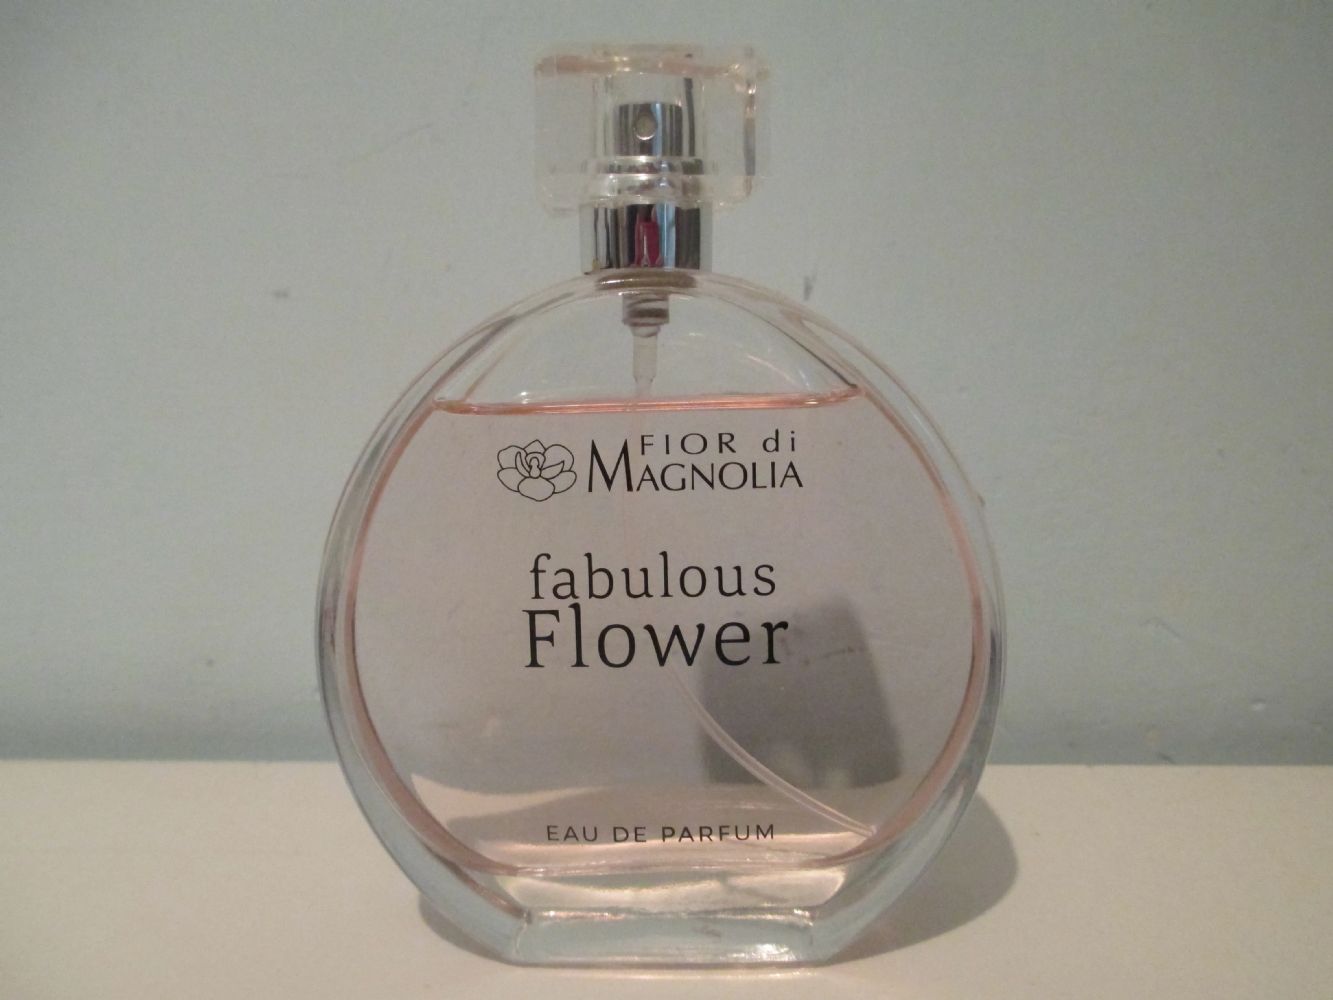 FIOR di
MAGNOLIA
fabulous
Flower
EAU DE PARFUM